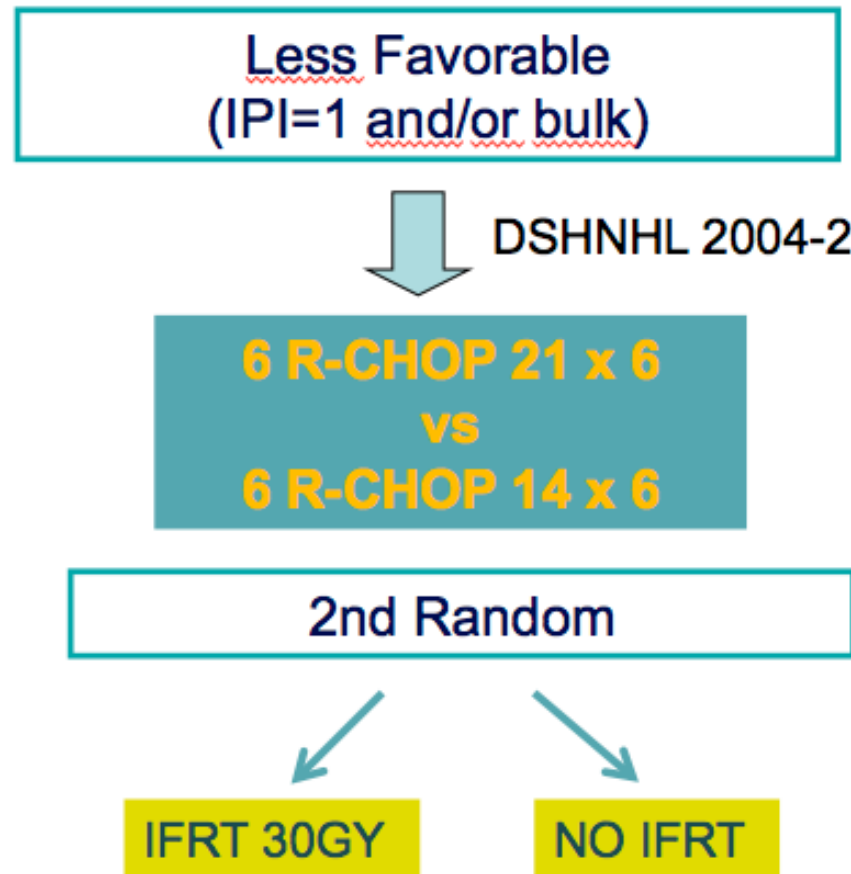 Less Favorable
(IPI=1 and/or bulk)
DSHNHL 2004-2
6 R-CHOP 21 x 6
vs
6 R-CHOP 14 x 6
2nd Random
IFRT 30GY
NO IFRT